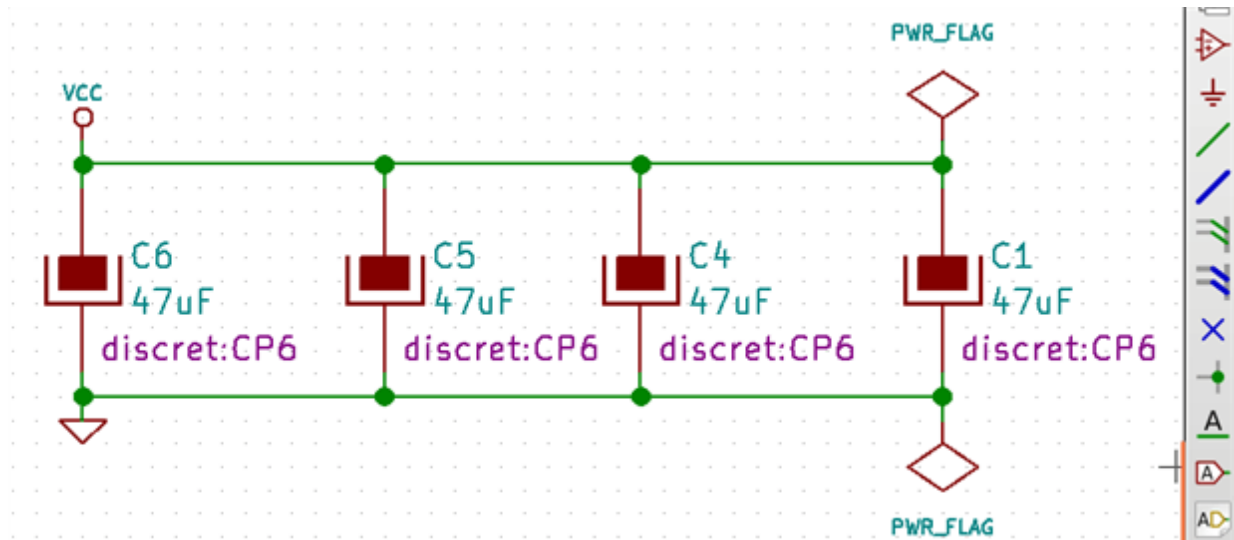 PWR_FLAG
VCC
C6
47uF
discret:CP6
C5
47uF
discret:CP6
C4
47uF
discret:CP6
C1
47uF
discret:CP6
PWR_FLAG
A
A
AD